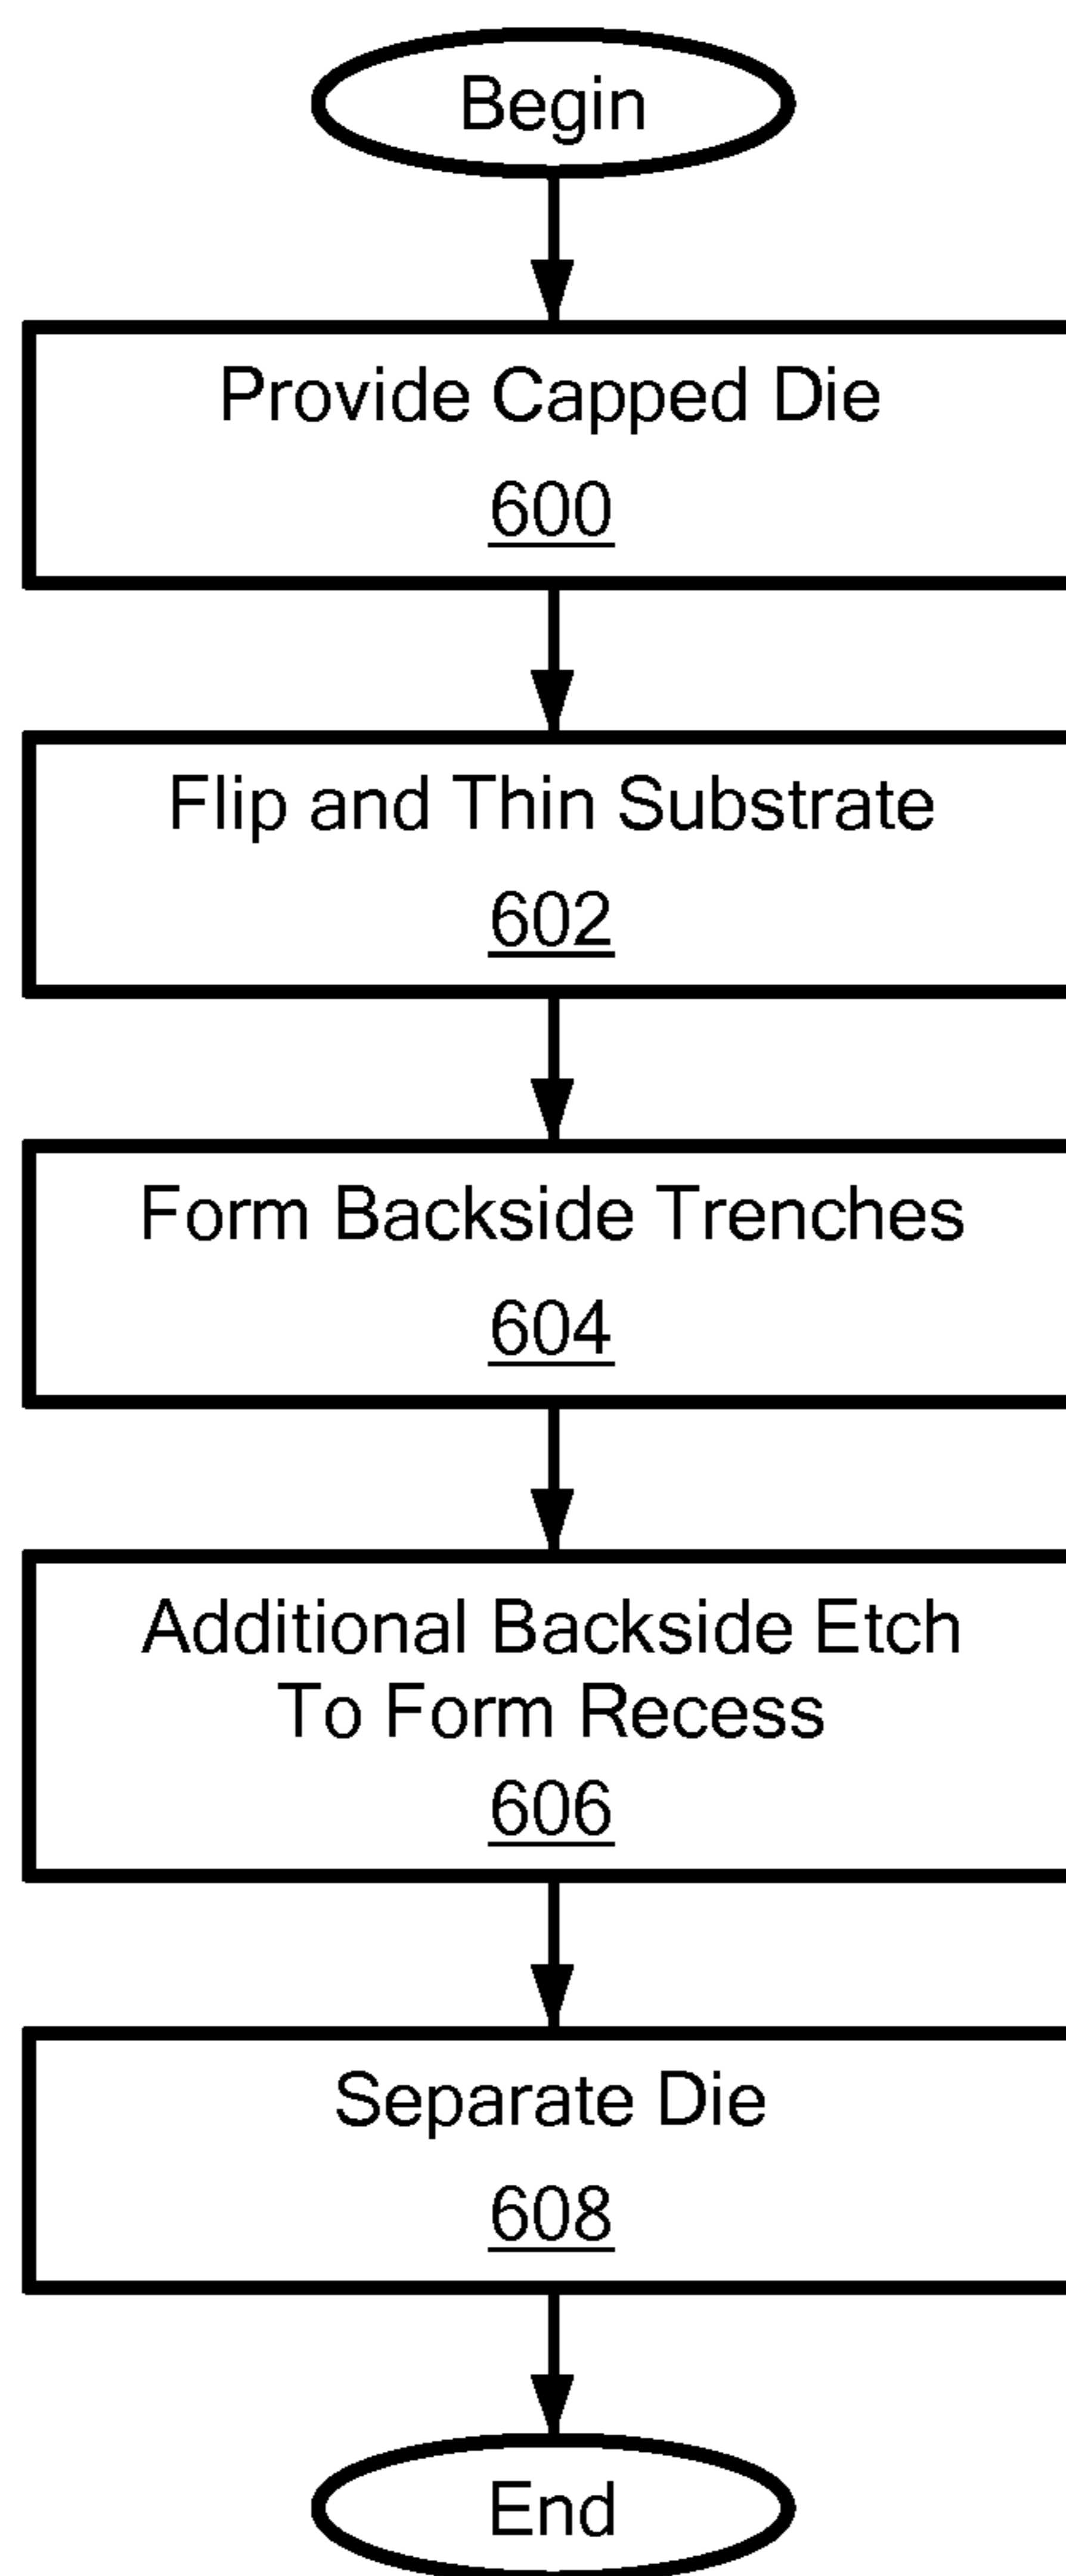 Begin
Provide Capped Die
600
Flip and Thin Substrate
602
Form Backside Trenches
604
Additional Backside Etch
To Form Recess
606
Separate Die
608
End